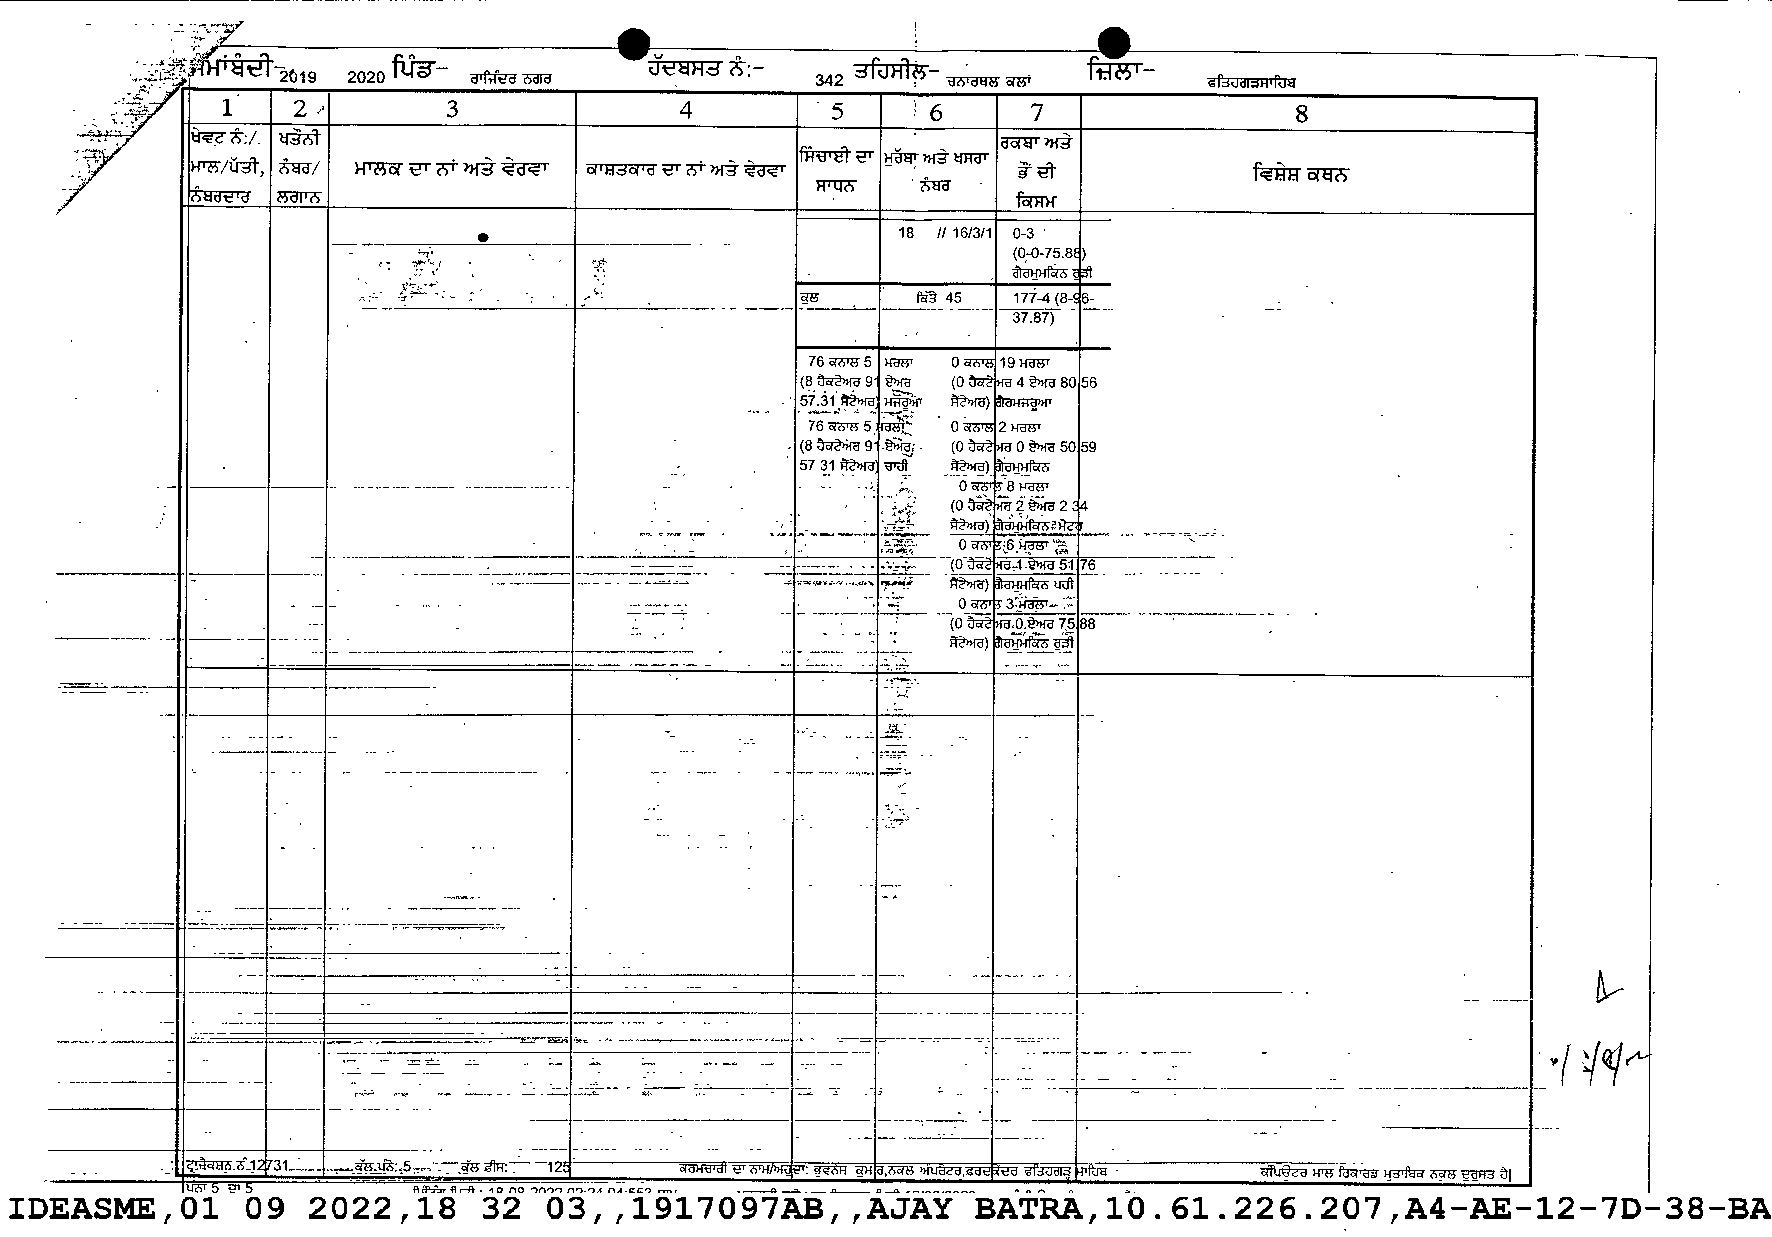 ਜਮਾਂਬੰਦੀ- 2019 2020 ਪਿੰਡ- ਰਾਜਿੰਦਰ ਨਗਰ ਹੱਦਬਸਤ ਨੰ:- 342 ਤਹਿਸੀਲ- ਚਨਾਰਥਲ ਕਲਾਂ ਜ਼ਿਲਾ- ਫਤਿਹਗੜਸਾਹਿਬ
1 2 3 4 5 6 7 8
ਖੇਵਟ ਨੰ:/. ਮਾਲ/ਪੱਤੀ, ਨੰਬਰਦਾਰ
ਖਤੌਨੀ ਨੰਬਰ/ ਲਗਾਨ
ਮਾਲਕ ਦਾ ਨਾਂ ਅਤੇ ਵੇਰਵਾ
ਕਾਸ਼ਤਕਾਰ ਦਾ ਨਾਂ ਅਤੇ ਵੇਰਵਾ
ਸਿੰਚਾਈ ਦਾ ਸਾਧਨ
ਮੁਰੱਬਾ ਅਤੇ ਖਸਰਾ ਨੰਬਰ
ਰਕਬਾ ਅਤੇ ਭੌਂ ਦੀ ਕਿਸਮ
ਵਿਸ਼ੇਸ਼ ਕਥਨ
18 // 16/3/1 0-3
(0-0-75.88)
ਗੈਰਮੁਮਕਿਨ ਰੂੜੀ
ਕੁਲ ਕਿੱਤੇ 45 177-4 (8-96-
37.87)
76 ਕਨਾਲ 5 ਮਰਲਾ 0 ਕਨਾਲ 19 ਮਰਲਾ
(8 ਹੈਕਟੇਅਰ 91 ਏਅਰ (0 ਹੈਕਟੇਅਰ 4 ਏਅਰ 80.56
57.31 ਸੈਂਟੇਅਰ) ਮਜਰੂਆ ਸੈਂਟੇਅਰ) ਗੈਰਮਜਰੂਆ
76 ਕਨਾਲ 5 ਮਰਲਾ 0 ਕਨਾਲ 2 ਮਰਲਾ
(8 ਹੈਕਟੇਅਰ 91 ਏਅਰ (0 ਹੈਕਟੇਅਰ 0 ਏਅਰ 50.59
57 31 ਸੈਂਟੇਅਰ) ਚਾਹੀ ਸੈਂਟੇਅਰ) ਗੈਰਮੁਮਕਿਨ
0 ਕਨਾਲ 8 ਮਰਲਾ
(0 ਹੈਕਟੇਅਰ 2 ਏਅਰ 2 34
ਸੈਂਟੇਅਰ) ਗੈਰਮੁਮਕਿਨ ਮੋਟਰ
0 ਕਨਾਲ 6 ਮਰਲਾ
(0 ਹੈਕਟੇਅਰ 1 ਏਅਰ 51.76
ਸੈਂਟੇਅਰ) ਗੈਰਮੁਮਕਿਨ ਪਹੀ
0 ਕਨਾਲ 3 ਮਰਲਾ
(0 ਹੈਕਟੇਅਰ 0 ਏਅਰ 75.88
ਸੈਂਟੇਅਰ) ਗੈਰਮੁਮਕਿਨ ਰੂੜੀ
ਟ੍ਰਾਂਜੈਕਸ਼ਨ ਨੰ 12731 ਕੁੱਲ ਪੰਨੇ: 5 ਕੁੱਲ ਫੀਸ: 125 ਕਰਮਚਾਰੀ ਦਾ ਨਾਮ/ਅਹੁਦਾ: ਭੁਵਨੇਸ਼ ਕੁਮਾਰ,ਨਕਲ ਅਪਰੇਟਰ,ਫਰਦਕੇਂਦਰ ਫਤਿਹਗੜ੍ਹ ਸਾਹਿਬ ਕੰਪਿਊਟਰ ਮਾਲ ਰਿਕਾਰਡ ਮੁਤਾਬਿਕ ਨਕਲ ਦੁਰੁਸਤ ਹੈ|
ਪੰਨਾ 5 ਦਾ 5
IDEASME,01 09 2022,18 32 03,,1917097AB,,AJAY BATRA,10.61.226.207,A4-AE-12-7D-38-BA